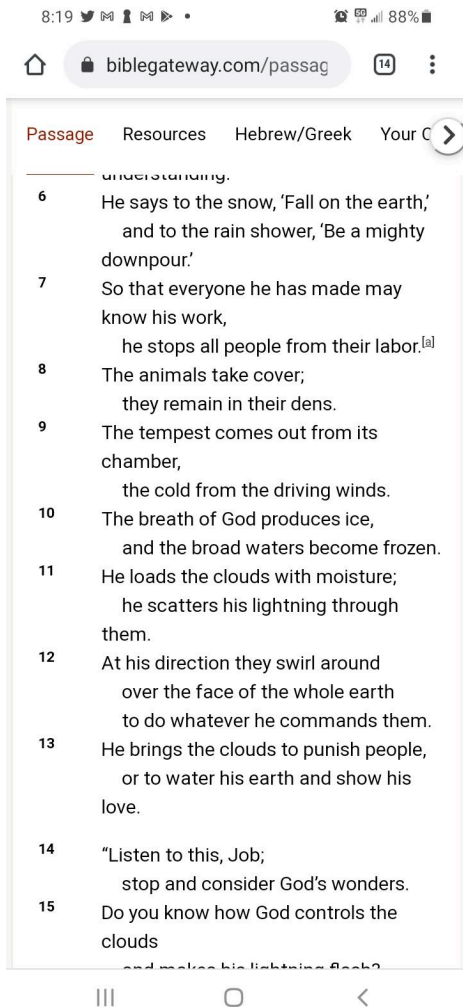 8:19
5G
88%
biblegateway.com/passag
14
Passage Resources Hebrew/Greek Your C
understanding.
6 He says to the snow, ‘Fall on the earth,’
and to the rain shower, ‘Be a mighty
downpour.’
7 So that everyone he has made may
know his work,
he stops all people from their labor.[a]
8 The animals take cover;
they remain in their dens.
9 The tempest comes out from its
chamber,
the cold from the driving winds.
10 The breath of God produces ice,
and the broad waters become frozen.
11 He loads the clouds with moisture;
he scatters his lightning through
them.
12 At his direction they swirl around
over the face of the whole earth
to do whatever he commands them.
13 He brings the clouds to punish people,
or to water his earth and show his
love.
14 “Listen to this, Job;
stop and consider God’s wonders.
15 Do you know how God controls the
clouds
and makes his lightning flash?